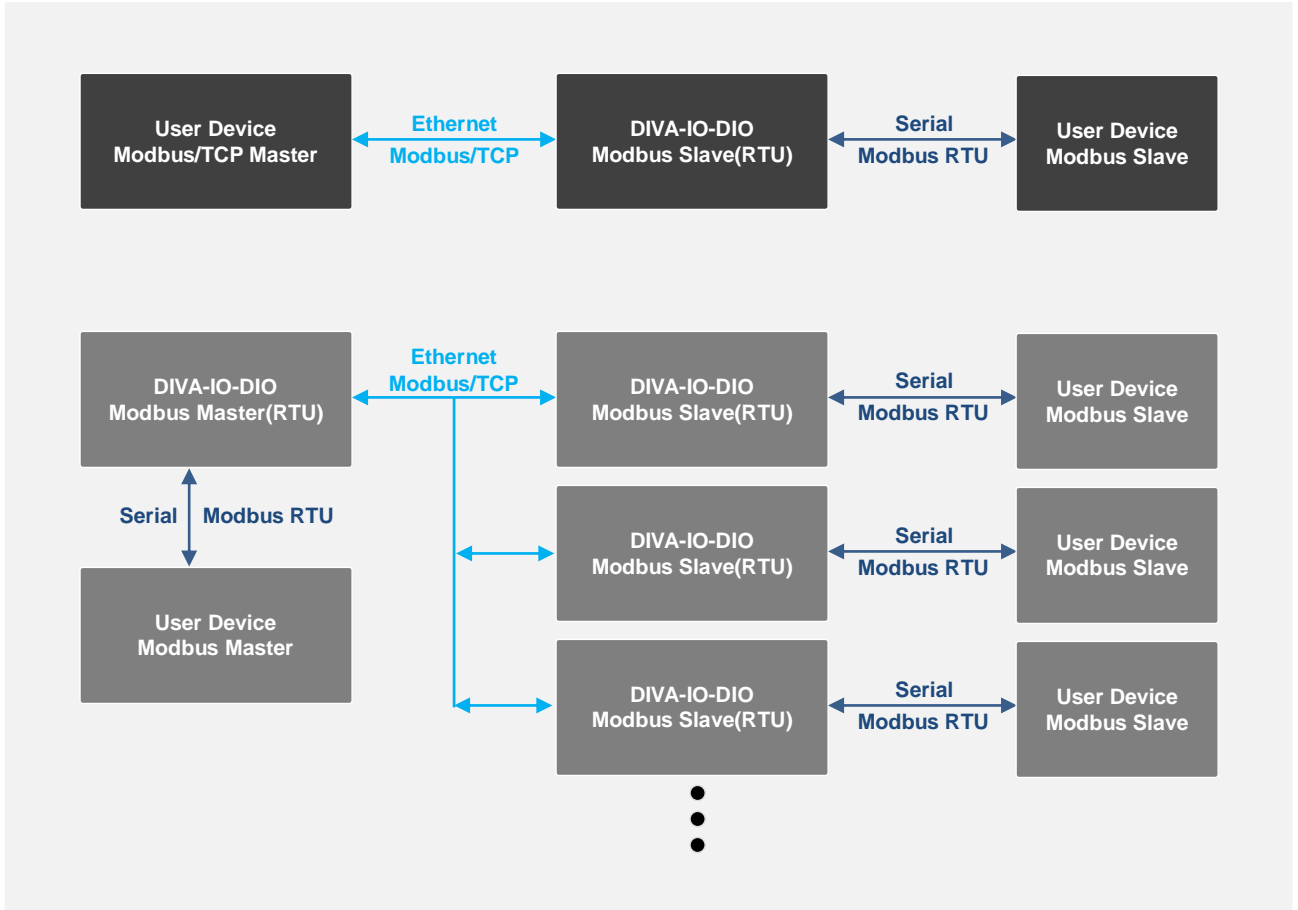 User Device
Modbus/TCP Master
Ethernet
Modbus/TCP
DIVA-IO-DIO
Modbus Slave(RTU)
Serial
Modbus RTU
User Device
Modbus Slave
DIVA-IO-DIO
Modbus Master(RTU)
Ethernet
Modbus/TCP
DIVA-IO-DIO
Modbus Slave(RTU)
Serial
Modbus RTU
User Device
Modbus Slave
Serial Modbus RTU
DIVA-IO-DIO
Modbus Slave(RTU)
Serial
Modbus RTU
User Device
Modbus Slave
User Device
Modbus Master
DIVA-IO-DIO
Modbus Slave(RTU)
Serial
Modbus RTU
User Device
Modbus Slave